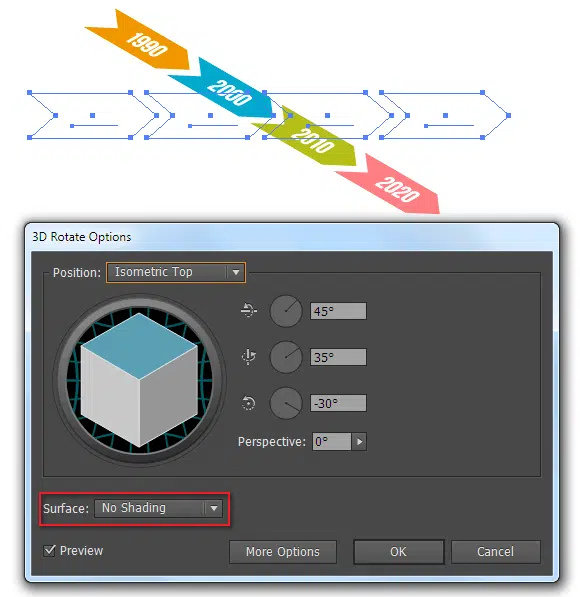 1990
2000
2010
2020
3D Rotate Options
Position: Isometric Top
45°
35°
-30°
Perspective: 0°
Surface: No Shading
Preview
More Options
OK
Cancel